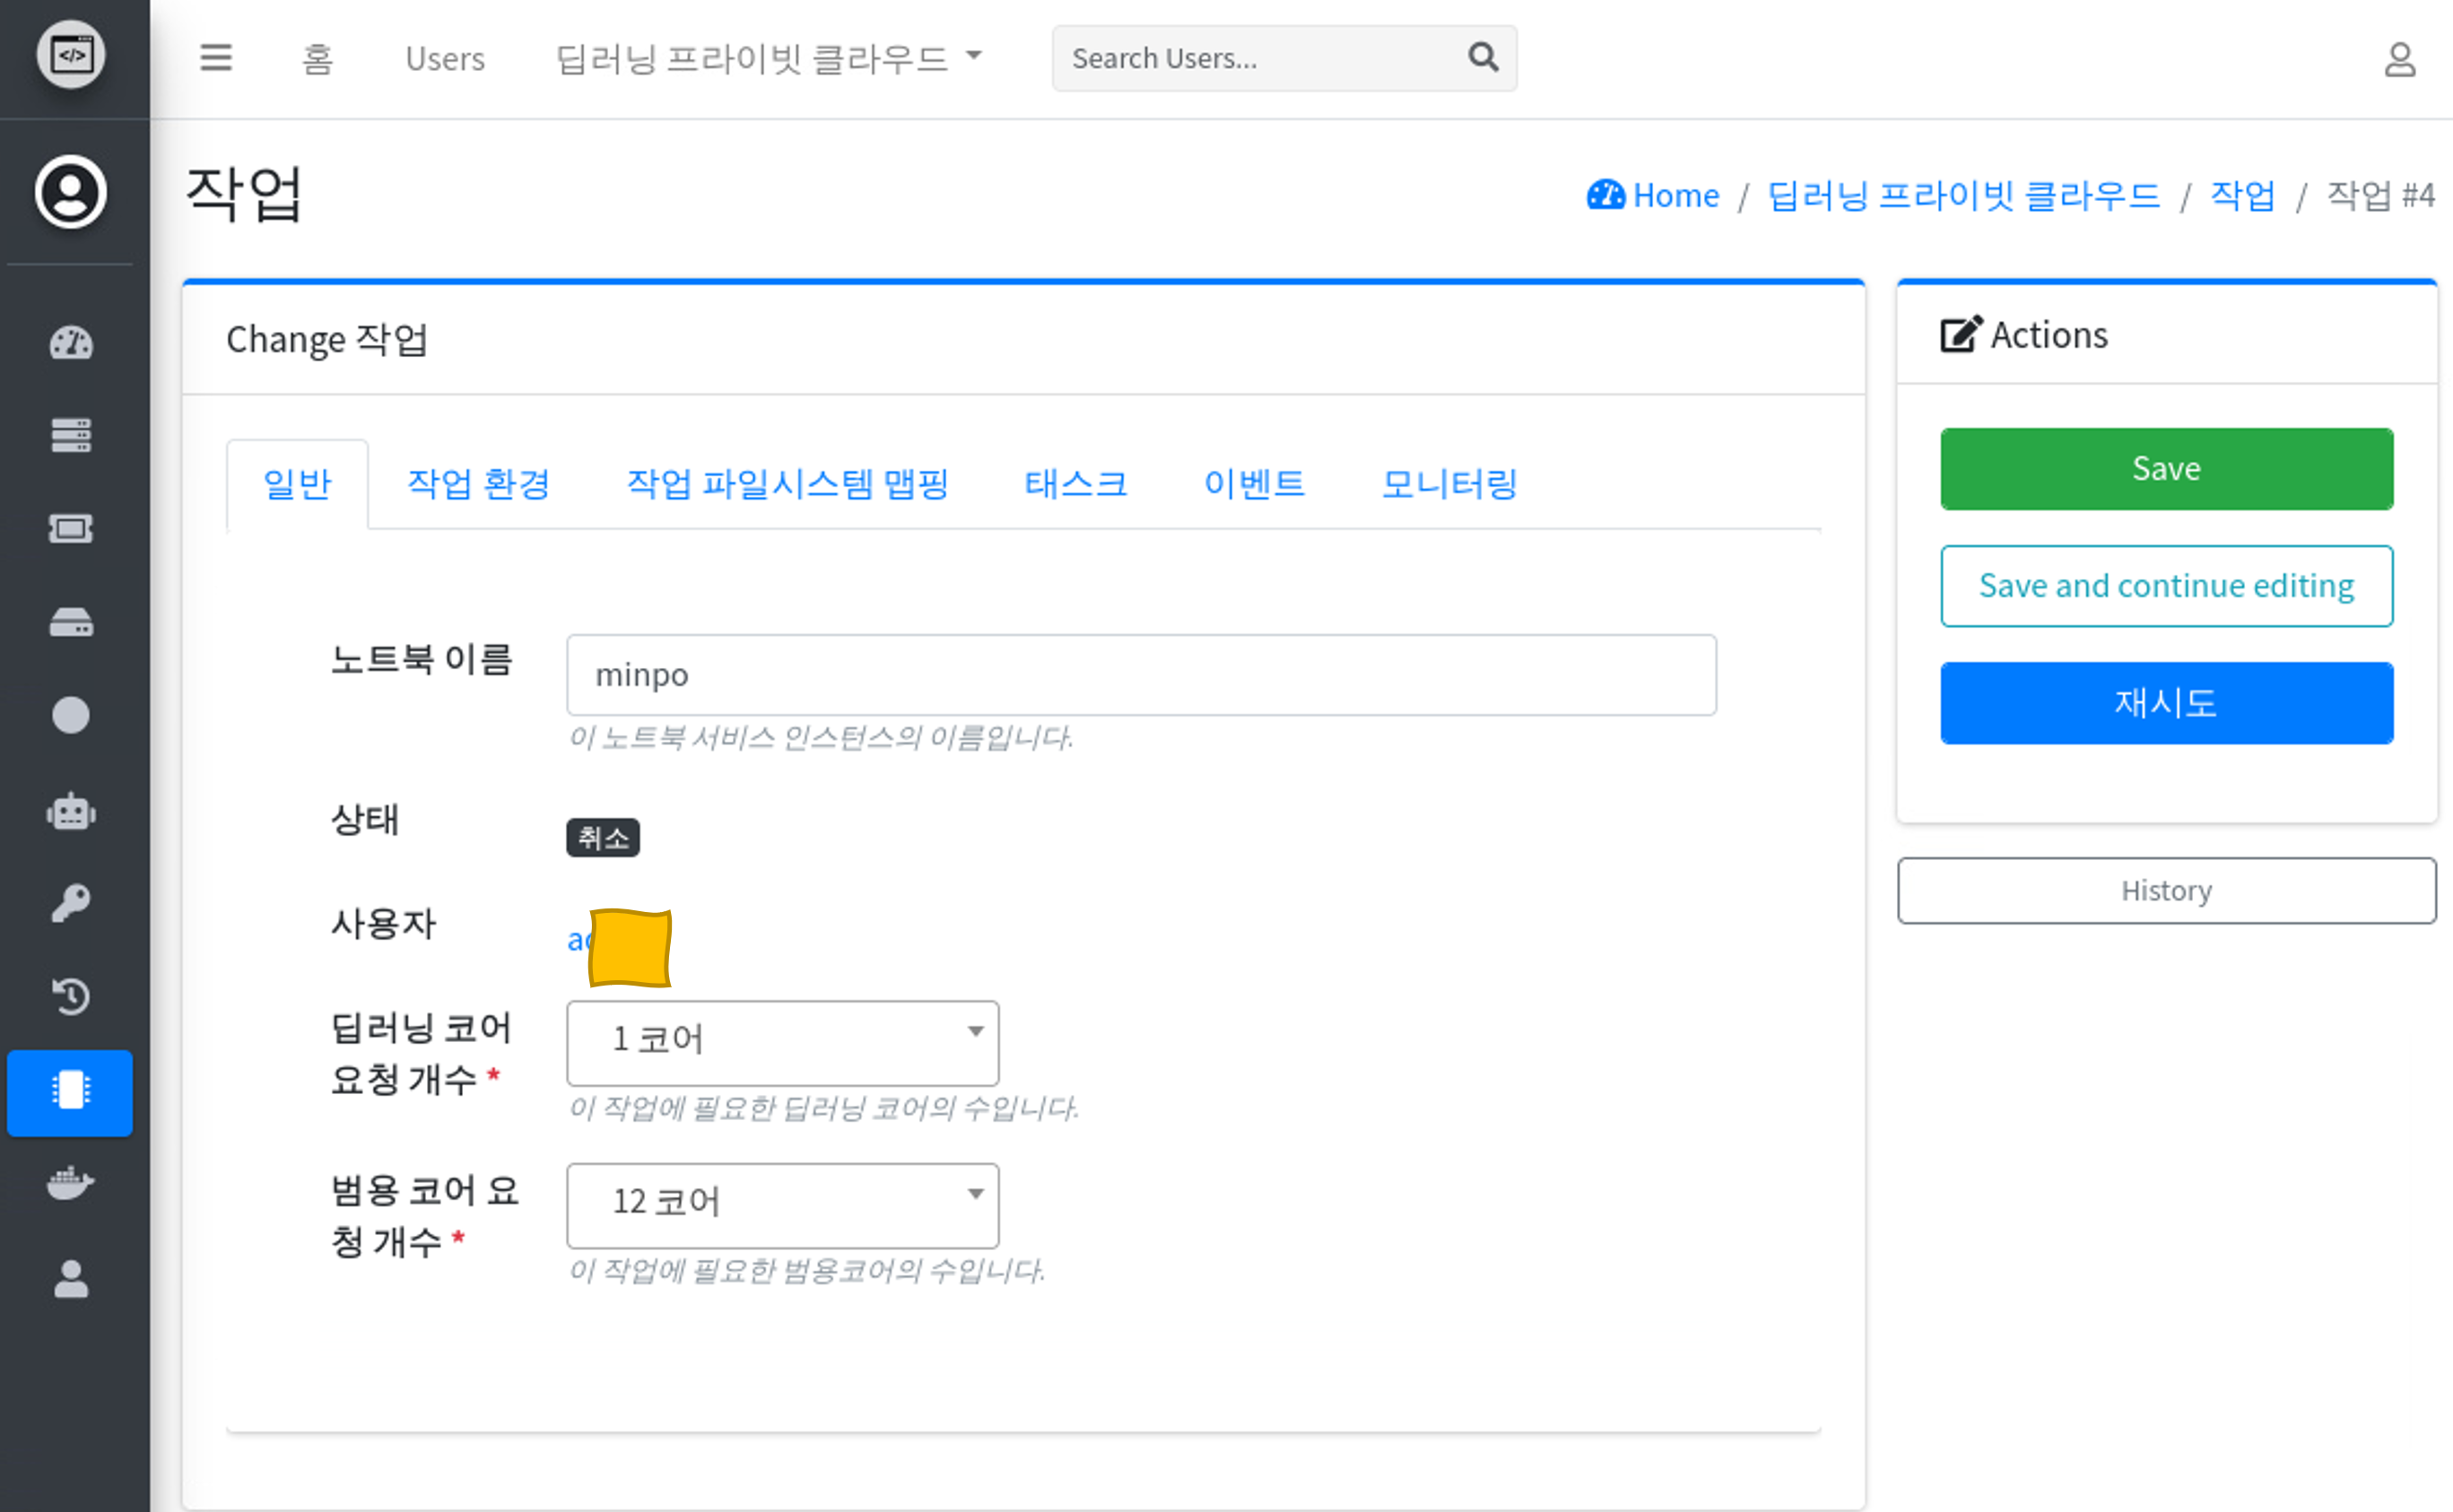 홈 Users 딥러닝 프라이빗 클라우드 Search Users...
작업
Home / 딥러닝 프라이빗 클라우드 / 작업 / 작업 #4
Change 작업
일반 작업 환경 작업 파일시스템 맵핑 태스크 이벤트 모니터링
노트북 이름
minpo
이 노트북 서비스 인스턴스의 이름입니다.
상태
취소
사용자
딥러닝 코어
요청 개수 *
1 코어
이 작업에 필요한 딥러닝 코어의 수입니다.
범용 코어 요
청 개수 *
12 코어
이 작업에 필요한 범용코어의 수입니다.
Actions
Save
Save and continue editing
재시도
History